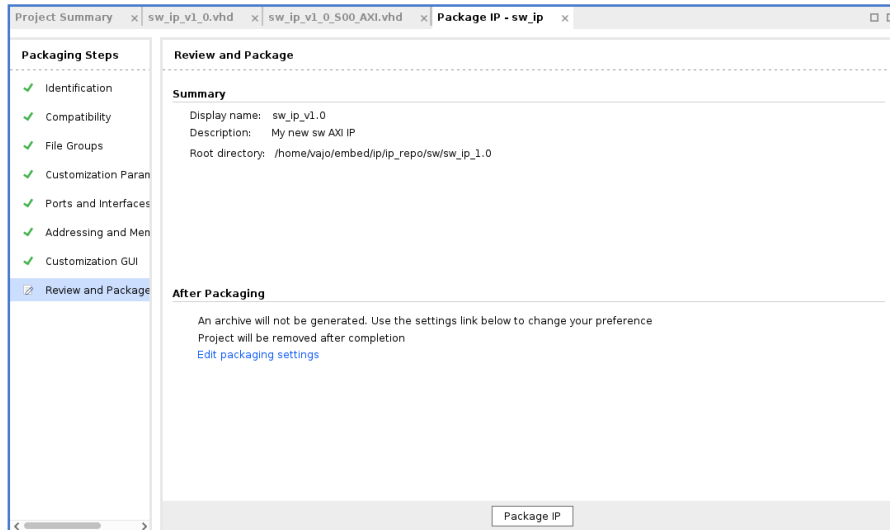 Project Summary × sw_ip_v1_0.vhd × sw_ip_v1_0_S00_AXI.vhd × Package IP - sw_ip ×
Packaging Steps
Identification
Compatibility
File Groups
Customization Param
Ports and Interfaces
Addressing and Mem
Customization GUI
Review and Package
Review and Package
Summary
Display name: sw_ip_v1.0
Description: My new sw AXI IP
Root directory: /home/vajo/embed/ip/ip_repo/sw/sw_ip_1.0
After Packaging
An archive will not be generated. Use the settings link below to change your preference
Project will be removed after completion
Edit packaging settings
Package IP